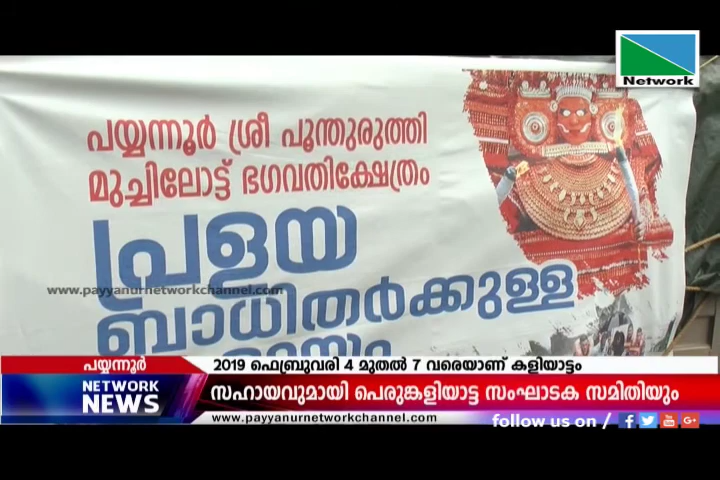 Network
പയ്യന്നൂർ ശ്രീ പൂന്തുരുത്തി
മുച്ചിലോട്ട് ഭഗവതിക്ഷേത്രം
പ്രളയ
www.payyanurnetworkchannel.com
ബാധിതർക്കുള്ള
പയ്യന്നൂർ
2019 ഫെബ്രുവരി 4 മുതൽ 7 വരെയാണ് കളിയാട്ടം
NETWORK
NEWS
സഹായവുമായി പെരുങ്കളിയാട്ട സംഘാടക സമിതിയും
www.payyanurnetworkchannel.com
follow us on /